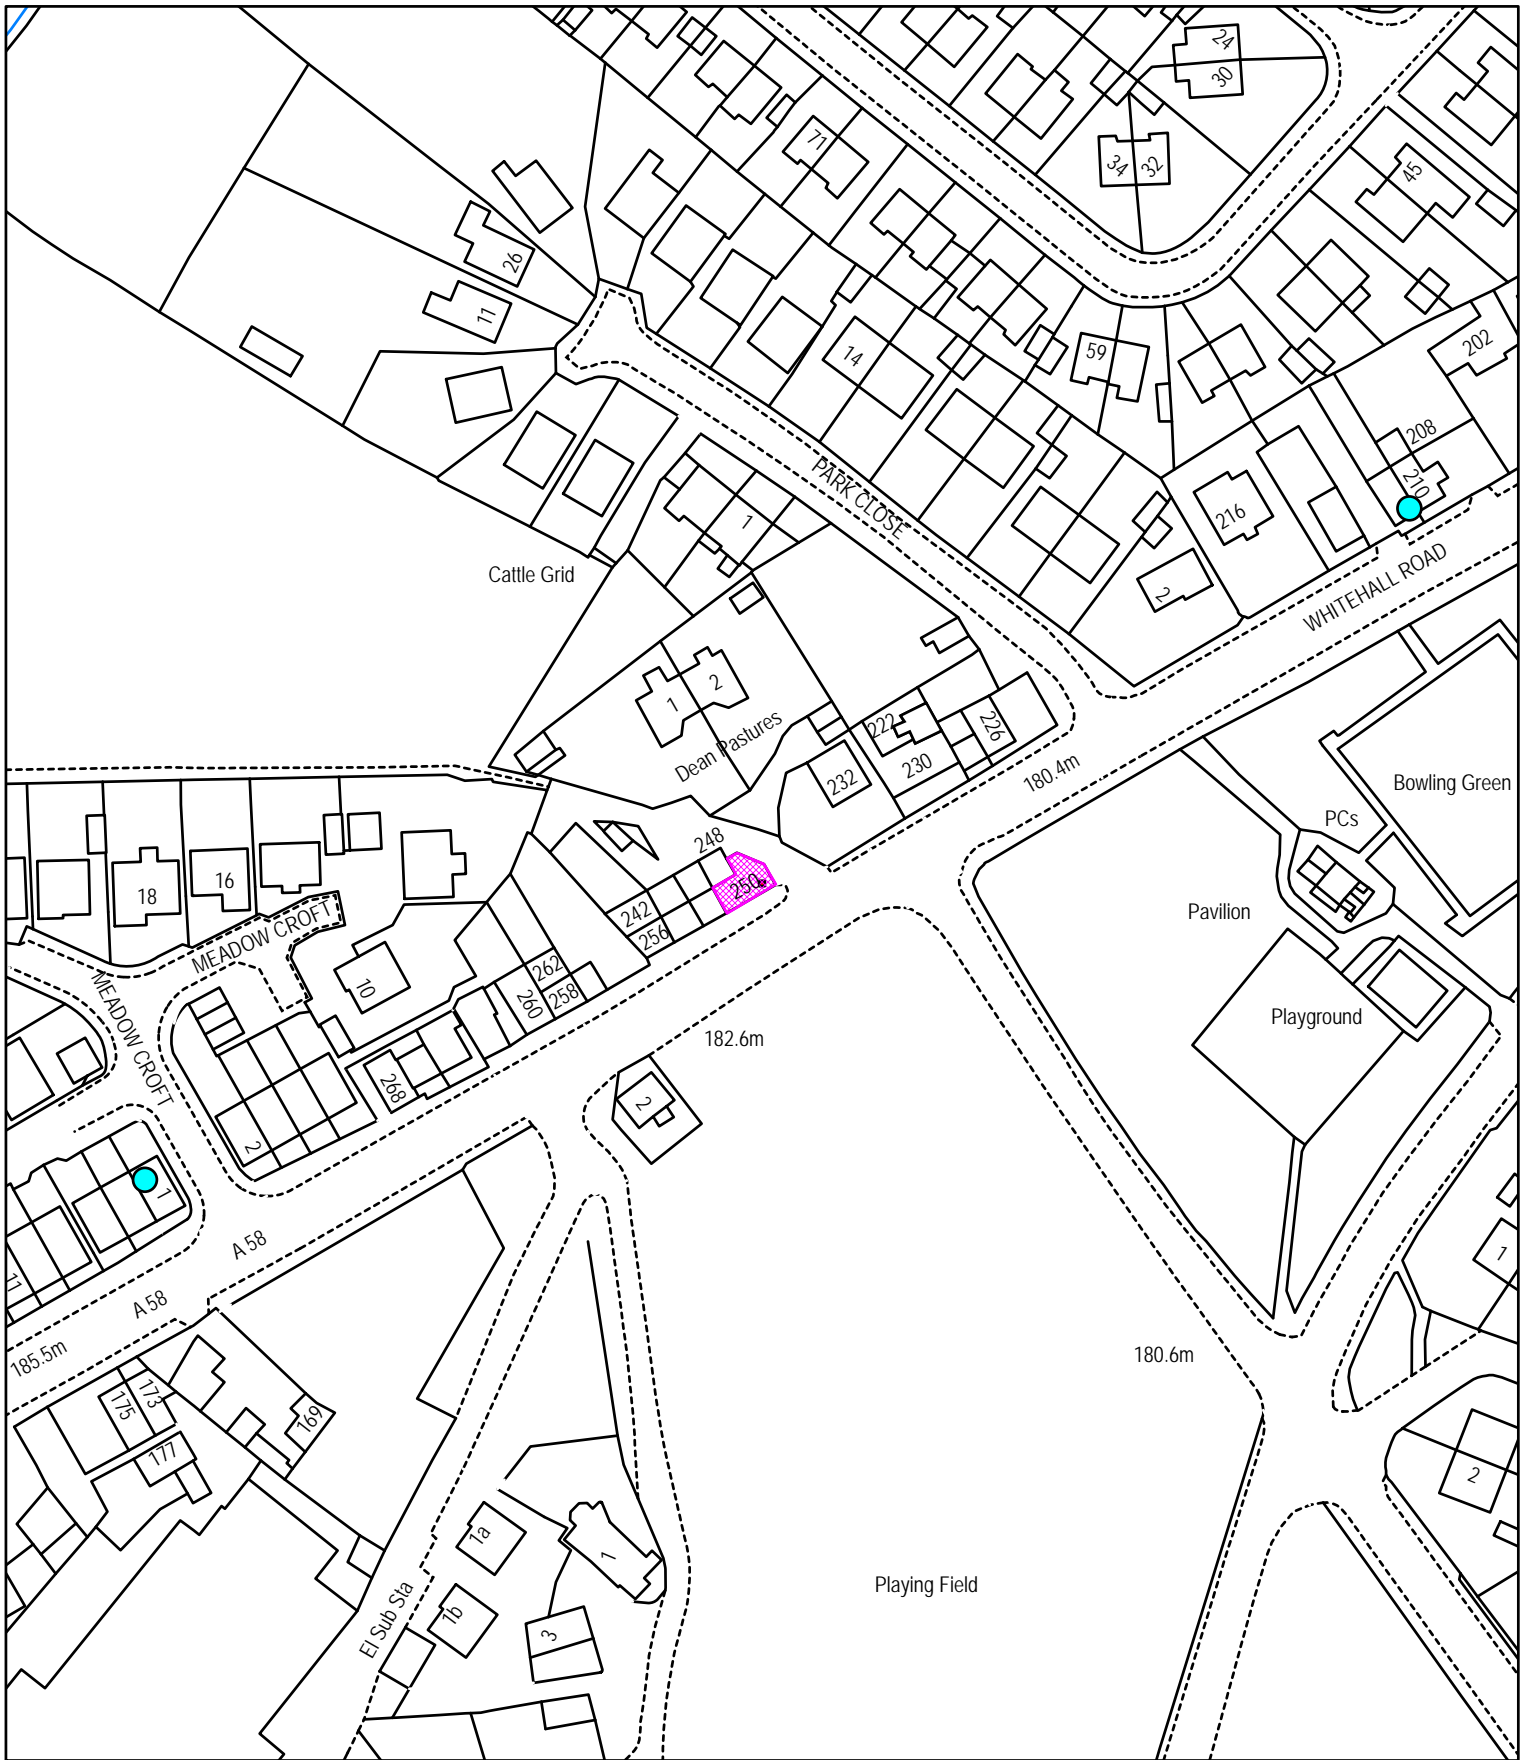 24
30
71
34
32
45
26
11
14
59
202
208
210
216
PARK CLOSE
1
WHITEHALL ROAD
Cattle Grid
2
1
2
Dean Pastures
222
226
230
232
180.4m
Bowling Green
PCs
248
250
18
16
242
256
MEADOW CROFT
Pavilion
10
262
260
258
MEADOW CROFT
Playground
182.6m
268
2
2
1
A 58
11
A 58
1
185.5m
180.6m
175
173
169
177
2
1a
1
1b
3
El Sub Sta
Playing Field